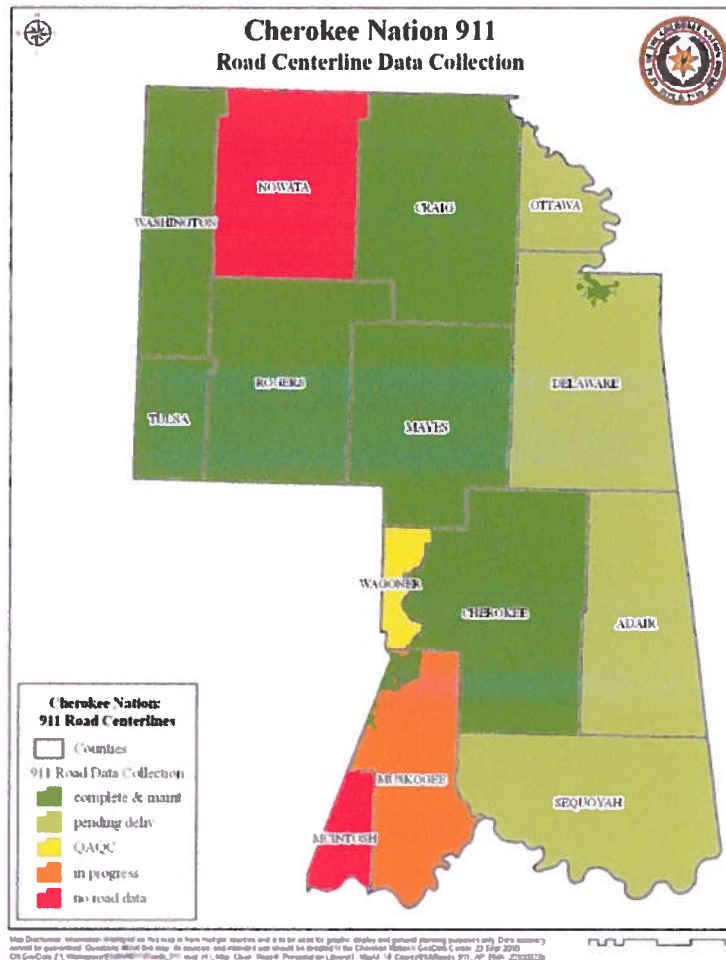 Cherokee Nation 911
Road Centerline Data Collection
NOWATA
CRAIG
OTTAWA
WASHINGTON
ROGERS
DELAWARE
TULSA
MAYES
WAGONER
CHEROKEE
ADAIR
MUSKOGEE
SEQUOYAH
MCINTOSH
Cherokee Nation:
911 Road Centerlines
Counties
911 Road Data Collection
complete & maint
pending deliv
QAQC
in progress
no road data